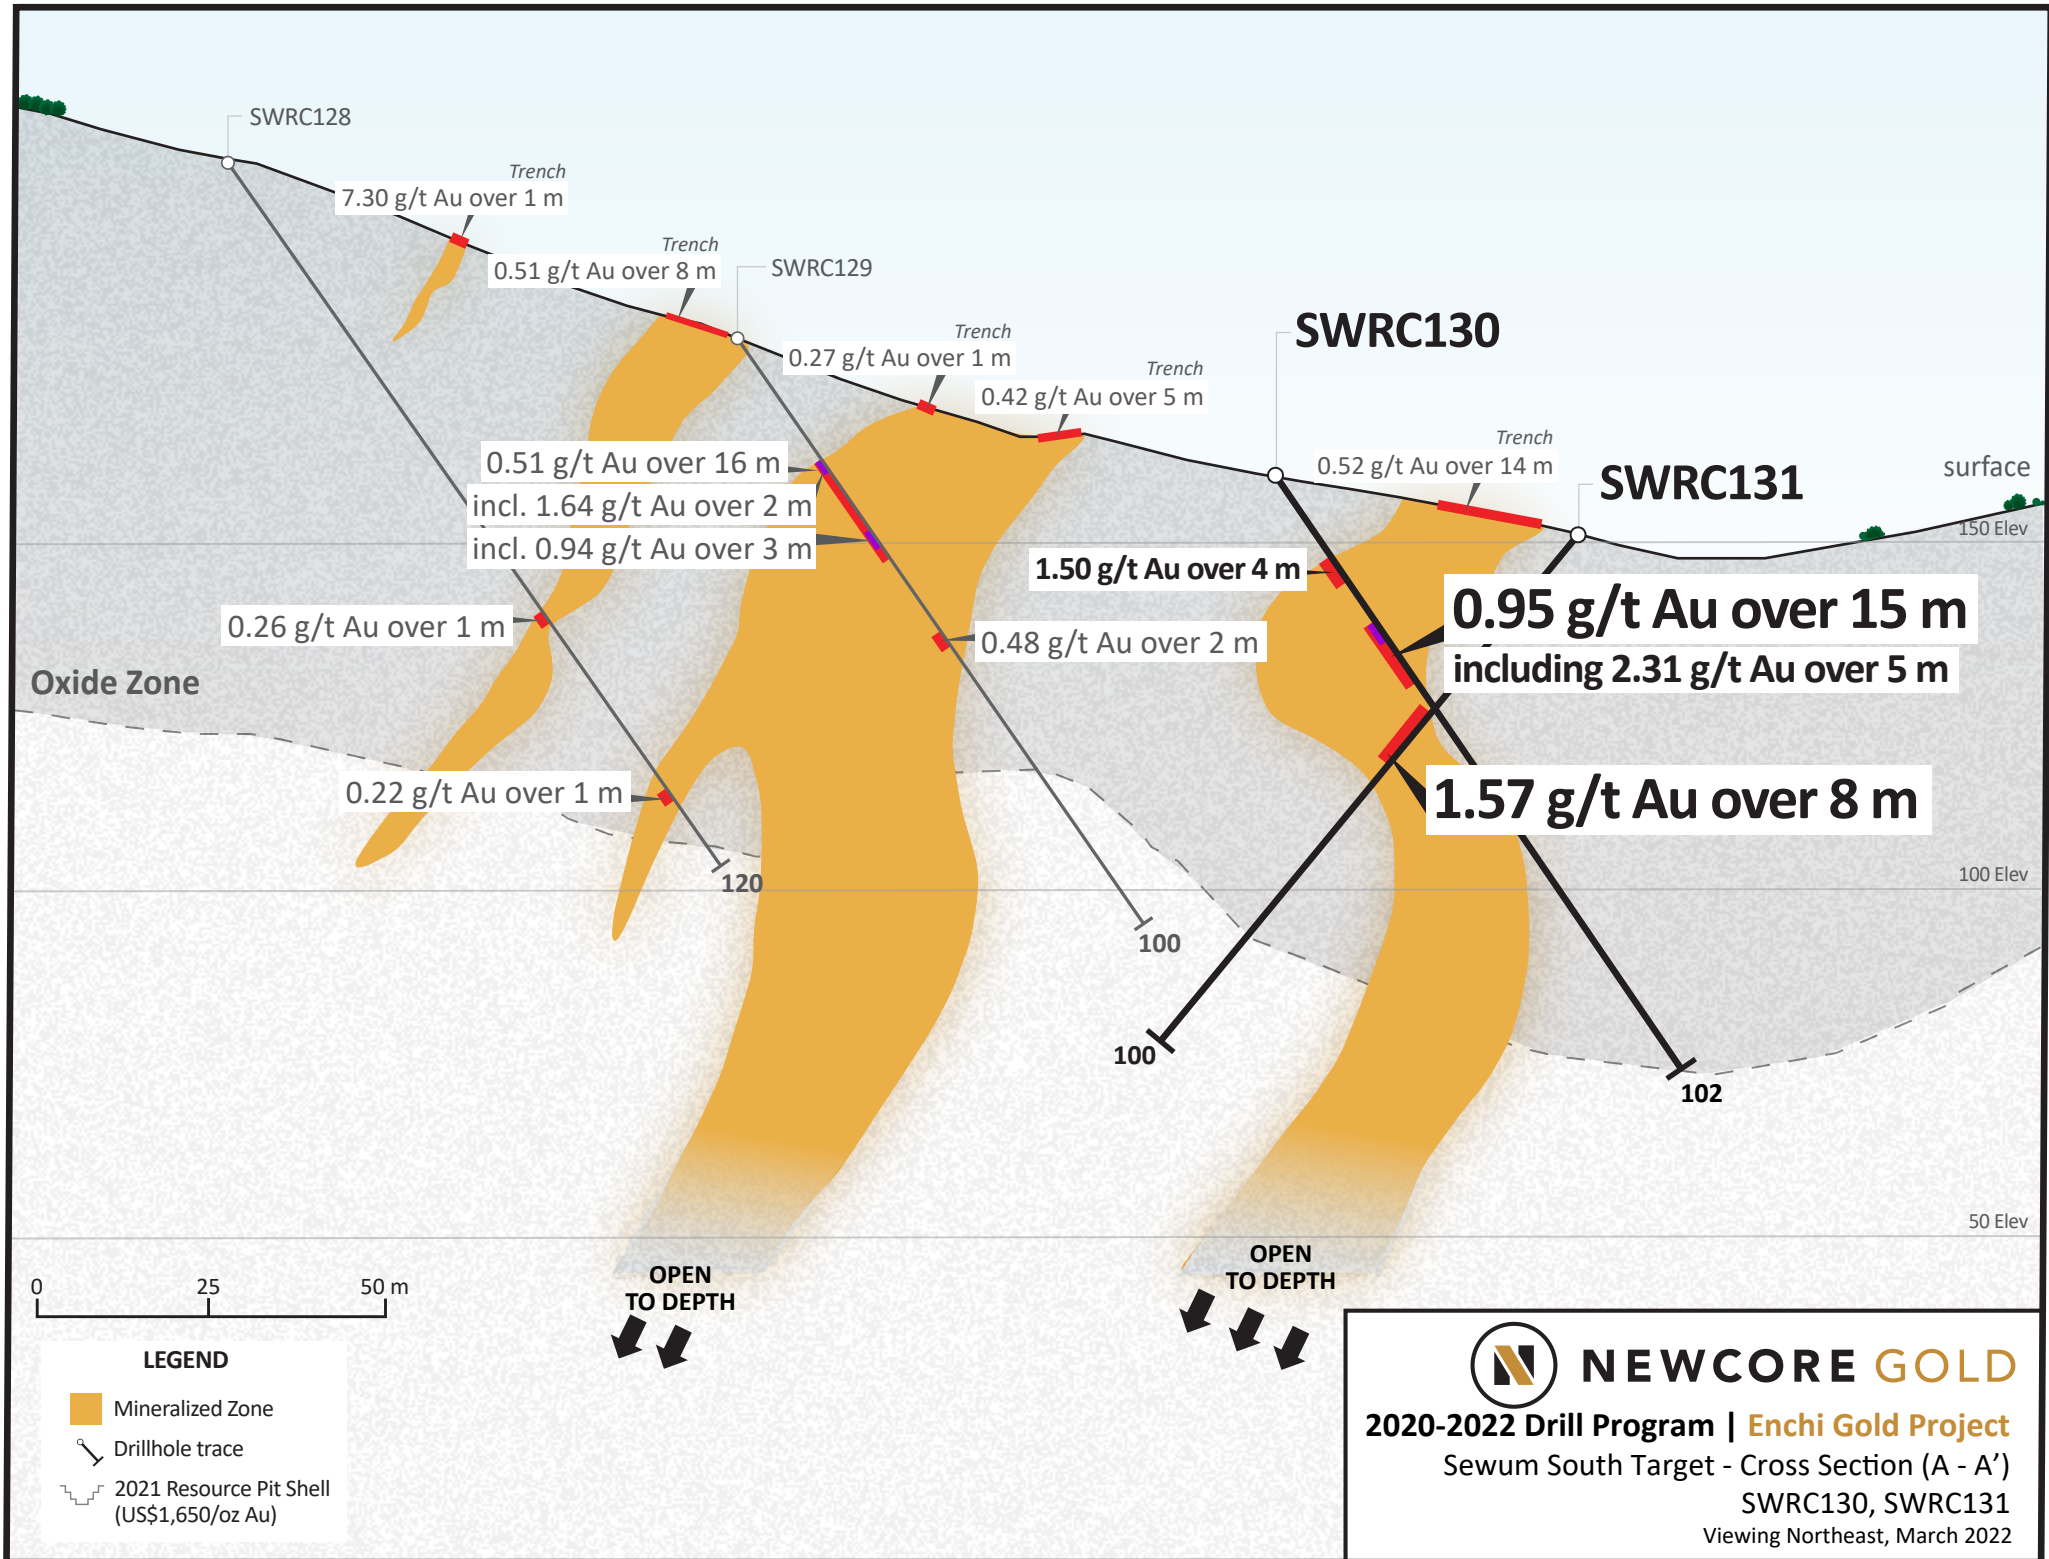 SWRC128
Trench
7.30 g/t Au over 1 m
Trench
0.51 g/t Au over 8 m
SWRC129
Trench
0.27 g/t Au over 1 m
SWRC130
Trench
0.42 g/t Au over 5 m
Trench
0.52 g/t Au over 14 m
SWRC131
surface
150 Elev
0.51 g/t Au over 16 m
incl. 1.64 g/t Au over 2 m
incl. 0.94 g/t Au over 3 m
1.50 g/t Au over 4 m
0.95 g/t Au over 15 m
including 2.31 g/t Au over 5 m
0.26 g/t Au over 1 m
0.48 g/t Au over 2 m
Oxide Zone
0.22 g/t Au over 1 m
1.57 g/t Au over 8 m
120
100 Elev
100
100
102
50 Elev
OPEN
TO DEPTH
OPEN
TO DEPTH
0 25 50 m
LEGEND
Mineralized Zone
Drillhole trace
2021 Resource Pit Shell
(US$1,650/oz Au)
NEWCORE GOLD
2020-2022 Drill Program | Enchi Gold Project
Sewum South Target - Cross Section (A - A’)
SWRC130, SWRC131
Viewing Northeast, March 2022